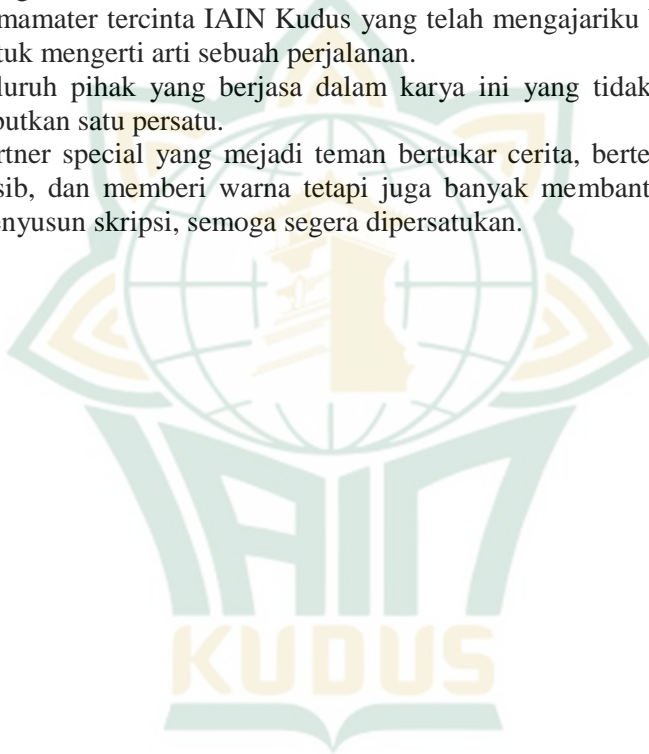 mamater tercinta IAIN Kudus yang telah mengajariku
tuk mengerti arti sebuah perjalanan.
luruh pihak yang berjasa dalam karya ini yang tidak
butkan satu persatu.
rtner special yang mejadi teman bertukar cerita, berte
sib, dan memberi warna tetapi juga banyak membant
enyusun skripsi, semoga segera dipersatukan.
IAIN
KUDUS